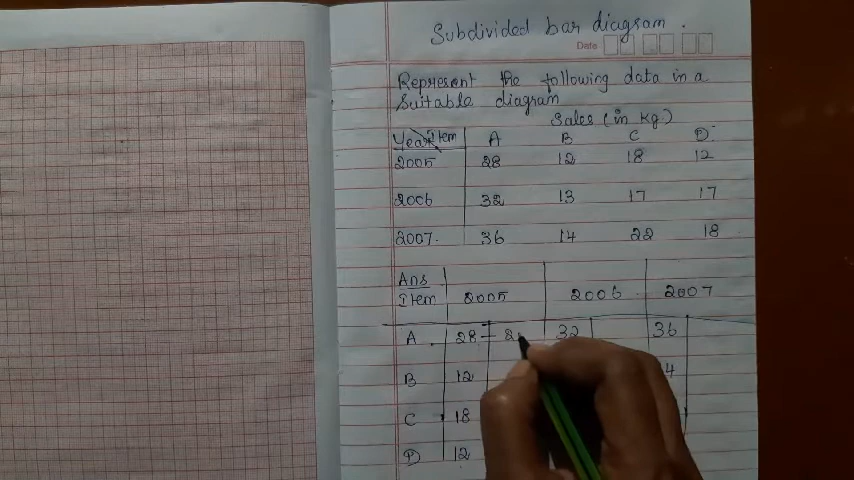 Subdivided bar diagram.
Date
Represent the following data in a
Suitable diagram
Sales (in Kg)
Year Item A B C D
2005 28 12 18 12
2006 32 13 17 17
2007. 36 14 22 18
Ans
Item 2005 2006 2007
A 28 32 36
B 12 4
C 18
D 12